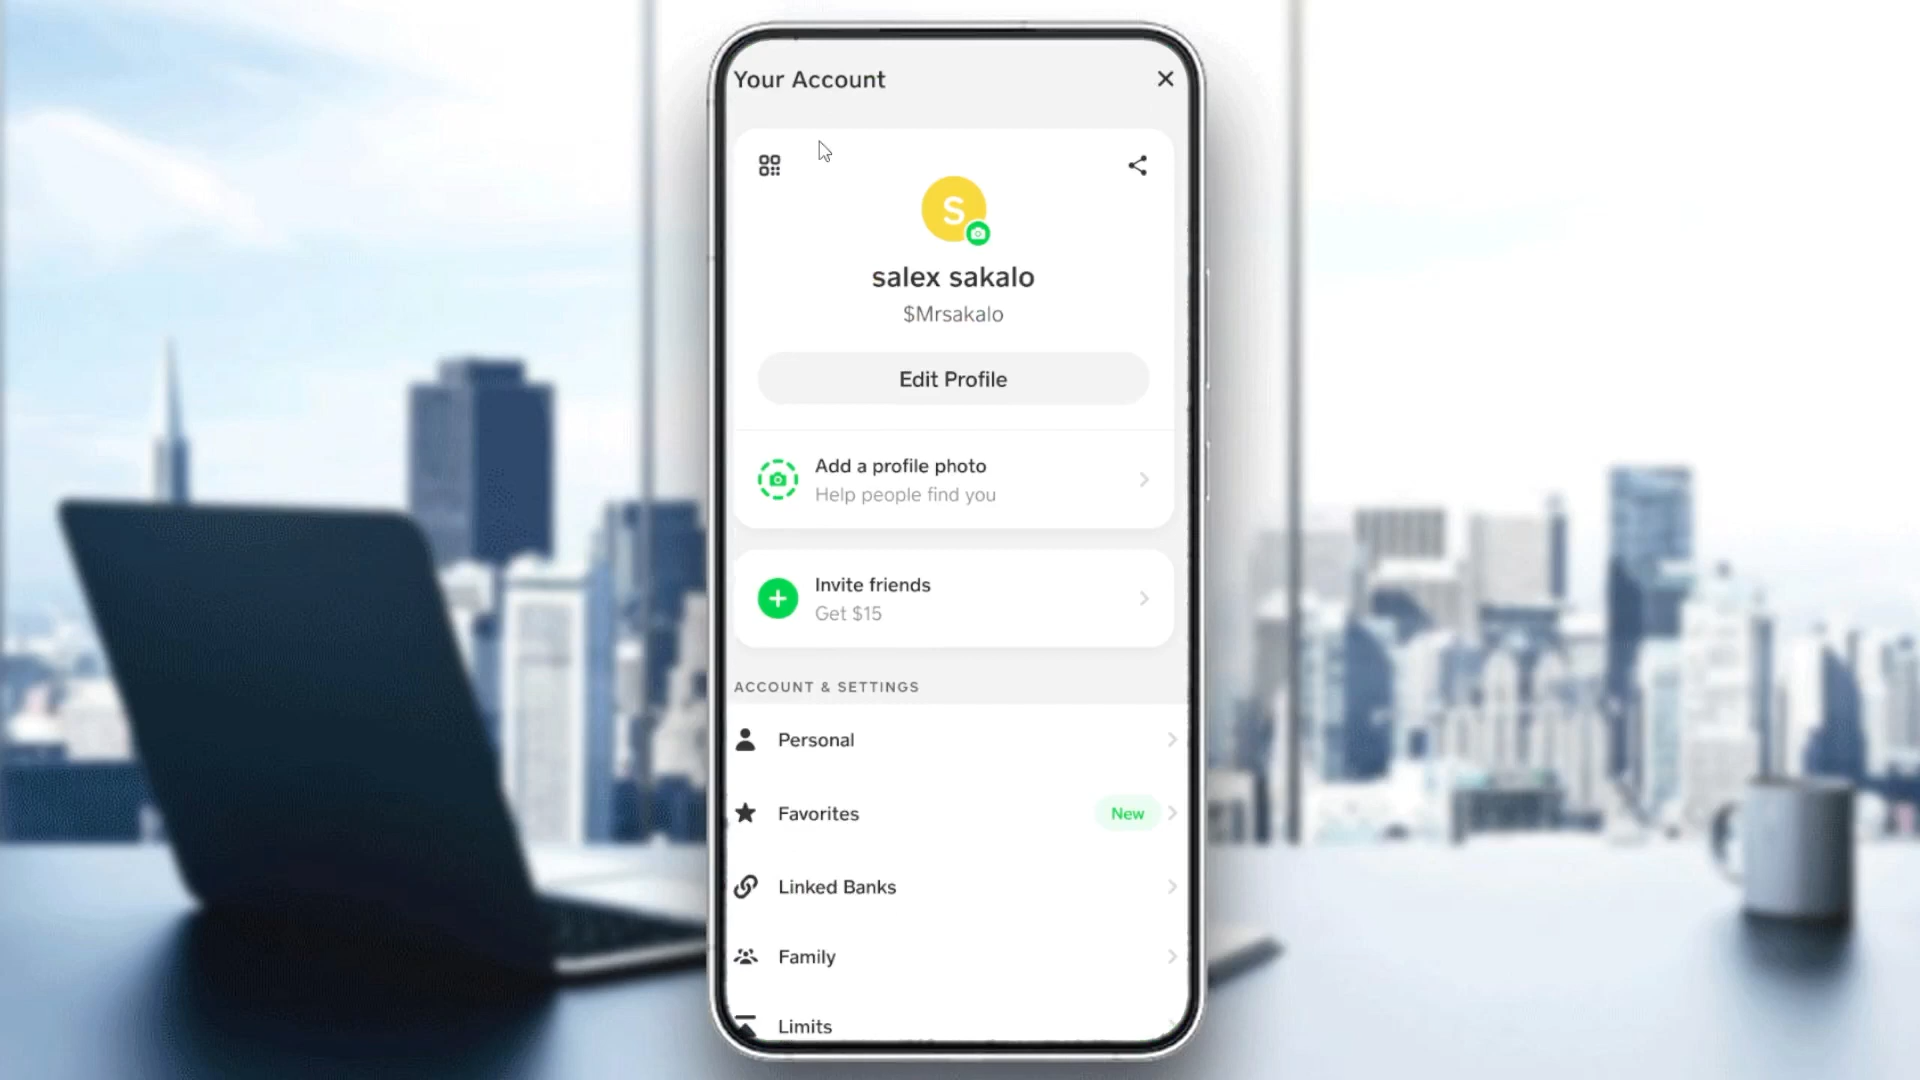 Your Account
S
salex sakalo
$Mrsakalo
Edit Profile
Add a profile photo
Help people find you
Invite friends
Get $15
ACCOUNT & SETTINGS
Personal
Favorites New
Linked Banks
Family
Limits